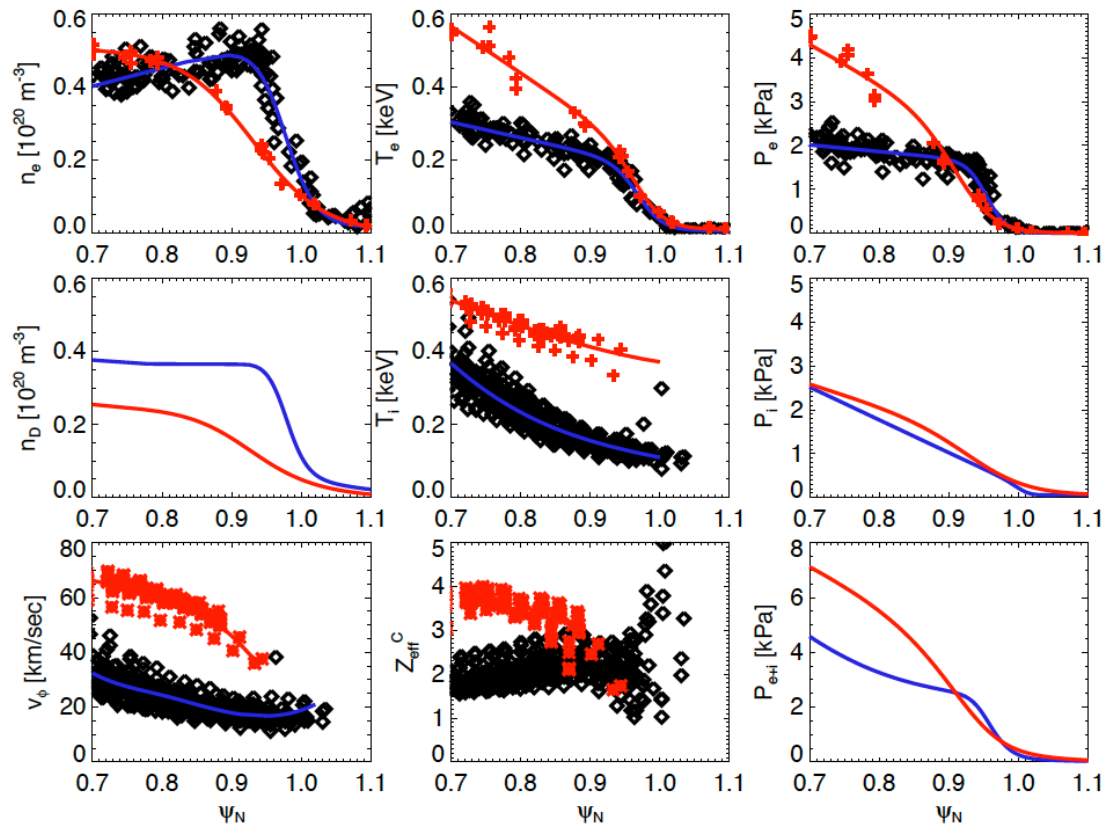 n_e [10^20 m^-3]
0.6
0.4
0.2
0.0
0.7 0.8 0.9 1.0 1.1
T_e [keV]
0.6
0.4
0.2
0.0
0.7 0.8 0.9 1.0 1.1
P_e [kPa]
5
4
3
2
1
0
0.7 0.8 0.9 1.0 1.1
n_D [10^20 m^-3]
0.6
0.4
0.2
0.0
0.7 0.8 0.9 1.0 1.1
T_i [keV]
0.6
0.4
0.2
0.0
0.7 0.8 0.9 1.0 1.1
P_i [kPa]
5
4
3
2
1
0
0.7 0.8 0.9 1.0 1.1
v_ϕ [km/sec]
80
60
40
20
0
0.7 0.8 0.9 1.0 1.1
ψ_N
Z_eff^C
5
4
3
2
1
0
0.7 0.8 0.9 1.0 1.1
ψ_N
P_e+i [kPa]
8
6
4
2
0
0.7 0.8 0.9 1.0 1.1
ψ_N